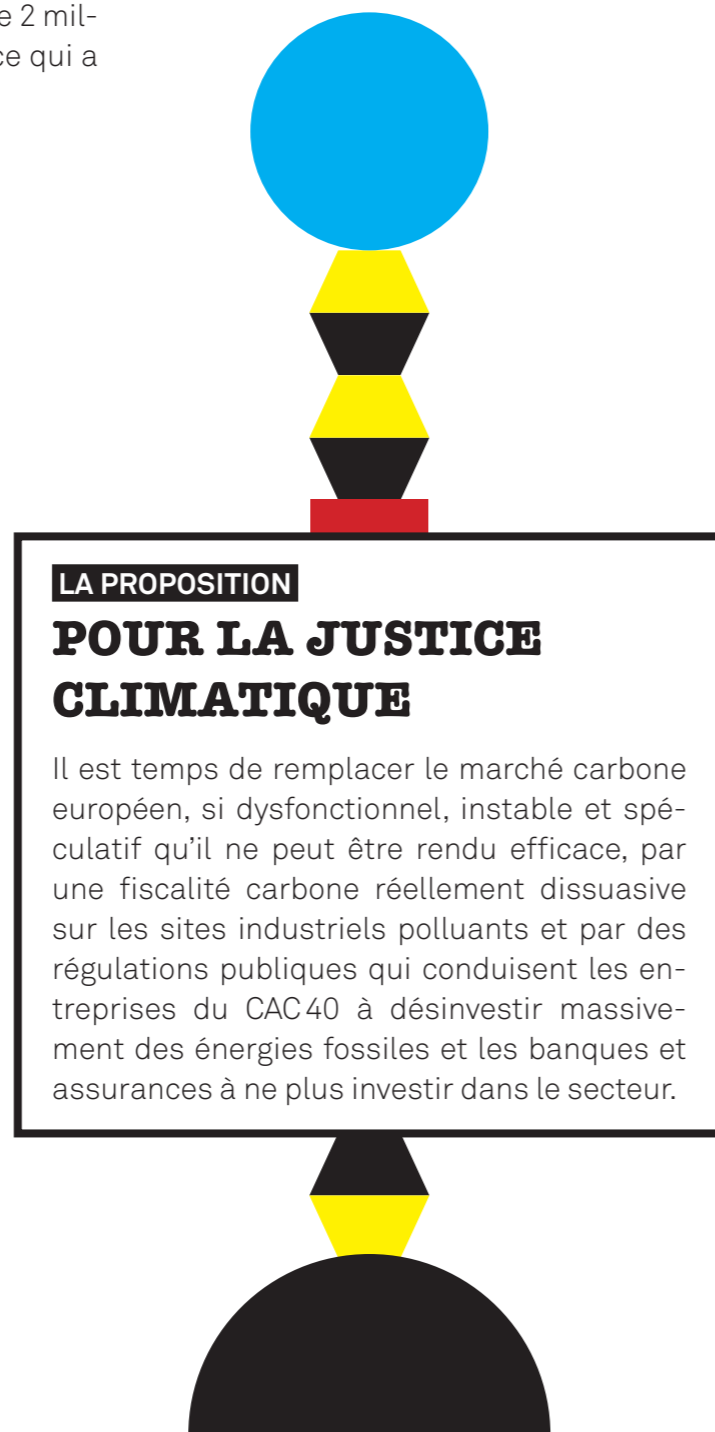 e 2 mil-
ce qui a
LA PROPOSITION
POUR LA JUSTICE
CLIMATIQUE
Il est temps de remplacer le marché carbone
européen, si dysfonctionnel, instable et spé-
culatif qu’il ne peut être rendu efficace, par
une fiscalité carbone réellement dissuasive
sur les sites industriels polluants et par des
régulations publiques qui conduisent les en-
treprises du CAC 40 à désinvestir massive-
ment des énergies fossiles et les banques et
assurances à ne plus investir dans le secteur.